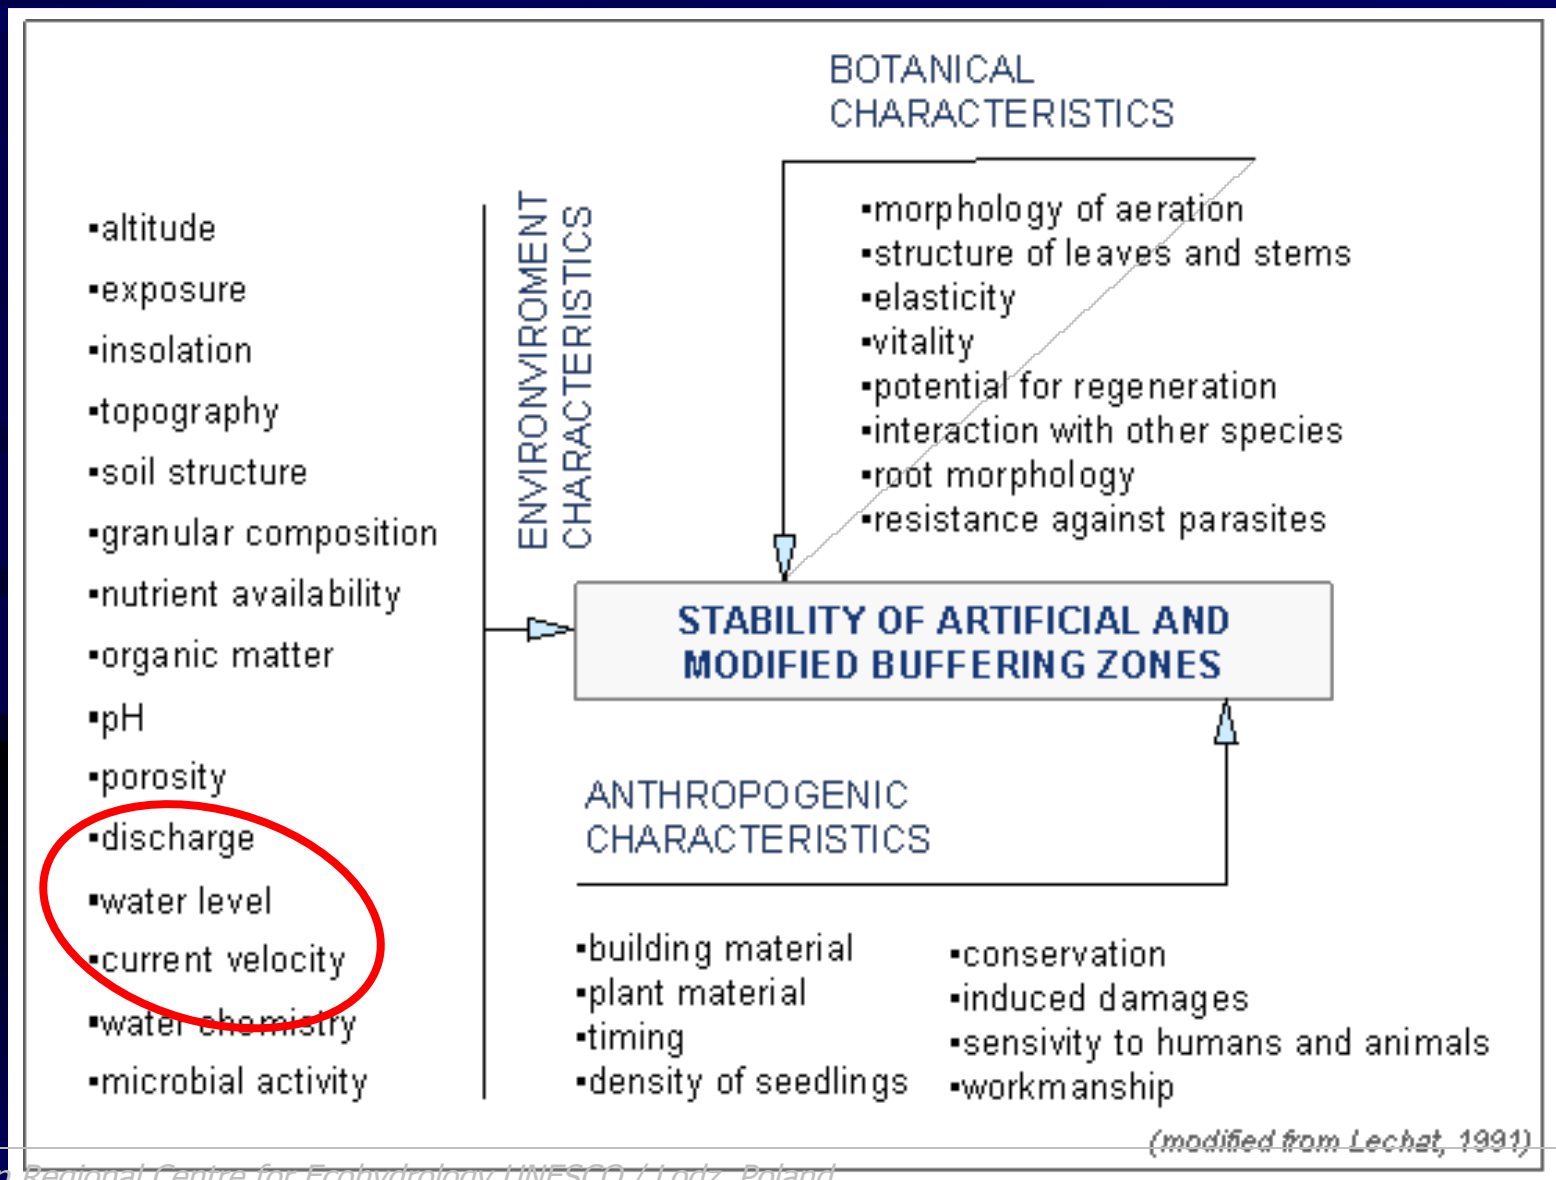 BOTANICAL
CHARACTERISTICS
▪morphology of aeration
▪structure of leaves and stems
▪elasticity
▪vitality
▪potential for regeneration
▪interaction with other species
▪root morphology
▪resistance against parasites
ENVIRONVIROMENT
CHARACTERISTICS
▪altitude
▪exposure
▪insolation
▪topography
▪soil structure
▪granular composition
▪nutrient availability
▪organic matter
▪pH
▪porosity
▪discharge
▪water level
▪current velocity
▪water chemistry
▪microbial activity
STABILITY OF ARTIFICIAL AND
MODIFIED BUFFERING ZONES
ANTHROPOGENIC
CHARACTERISTICS
▪building material
▪plant material
▪timing
▪density of seedlings
▪conservation
▪induced damages
▪sensivity to humans and animals
▪workmanship
(modified from Lechat, 1991)
Regional Centre for Ecohydrology UNESCO / Lodz, Poland